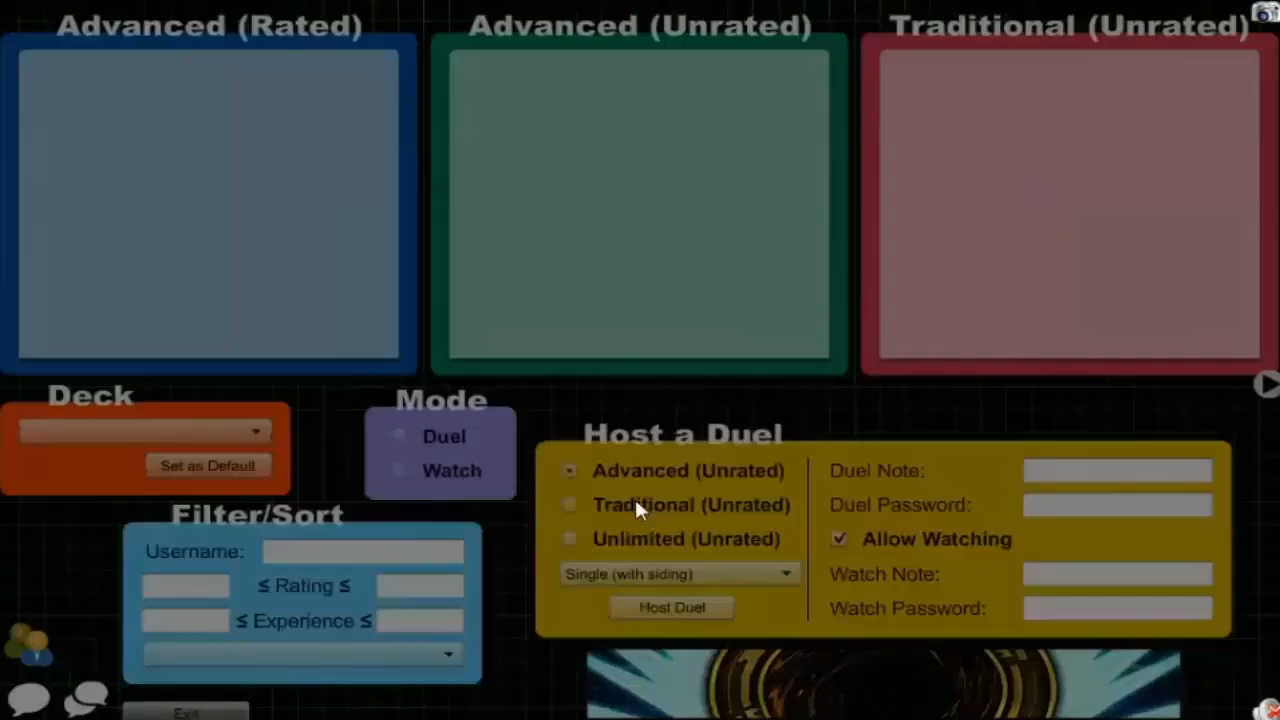 Advanced (Rated)
Advanced (Unrated)
Traditional (Unrated)
Deck
Set as Default
Mode
Duel
Watch
Host a Duel
Advanced (Unrated)
Traditional (Unrated)
Unlimited (Unrated)
Single (with siding)
Host Duel
Duel Note:
Duel Password:
Allow Watching
Watch Note:
Watch Password:
Filter/Sort
Username:
≤ Rating ≤
≤ Experience ≤
Exit